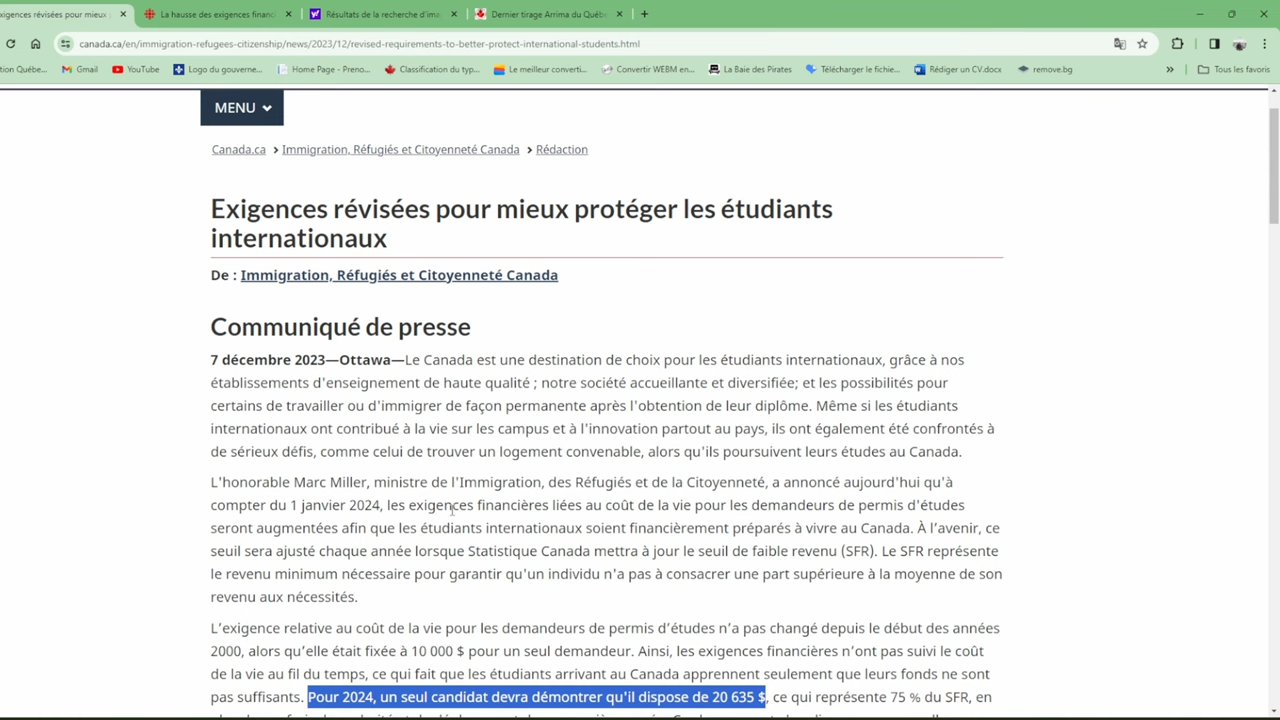 exigences révisées pour mieux p
La hausse des exigences financi
Résultats de la recherche d'ima
Dernier tirage Arrima du Québe
canada.ca/en/immigration-refugees-citizenship/news/2023/12/revised-requirements-to-better-protect-international-students.html
tion Québe...
Gmail
YouTube
Logo du gouverne...
Home Page - Preno...
Classification du typ...
Le meilleur converti...
Convertir WEBM en...
La Baie des Pirates
Télécharger le fichie...
Rédiger un CV.docx
remove.bg
»
Tous les favoris
MENU
Canada.ca > Immigration, Réfugiés et Citoyenneté Canada > Rédaction
Exigences révisées pour mieux protéger les étudiants
internationaux
De : Immigration, Réfugiés et Citoyenneté Canada
Communiqué de presse
7 décembre 2023—Ottawa—Le Canada est une destination de choix pour les étudiants internationaux, grâce à nos
établissements d'enseignement de haute qualité ; notre société accueillante et diversifiée; et les possibilités pour
certains de travailler ou d'immigrer de façon permanente après l'obtention de leur diplôme. Même si les étudiants
internationaux ont contribué à la vie sur les campus et à l'innovation partout au pays, ils ont également été confrontés à
de sérieux défis, comme celui de trouver un logement convenable, alors qu'ils poursuivent leurs études au Canada.
L'honorable Marc Miller, ministre de l'Immigration, des Réfugiés et de la Citoyenneté, a annoncé aujourd'hui qu'à
compter du 1 janvier 2024, les exigences financières liées au coût de la vie pour les demandeurs de permis d'études
seront augmentées afin que les étudiants internationaux soient financièrement préparés à vivre au Canada. À l'avenir, ce
seuil sera ajusté chaque année lorsque Statistique Canada mettra à jour le seuil de faible revenu (SFR). Le SFR représente
le revenu minimum nécessaire pour garantir qu'un individu n'a pas à consacrer une part supérieure à la moyenne de son
revenu aux nécessités.
L'exigence relative au coût de la vie pour les demandeurs de permis d'études n'a pas changé depuis le début des années
2000, alors qu'elle était fixée à 10 000 $ pour un seul demandeur. Ainsi, les exigences financières n'ont pas suivi le coût
de la vie au fil du temps, ce qui fait que les étudiants arrivant au Canada apprennent seulement que leurs fonds ne sont
pas suffisants. Pour 2024, un seul candidat devra démontrer qu'il dispose de 20 635 $, ce qui représente 75 % du SFR, en